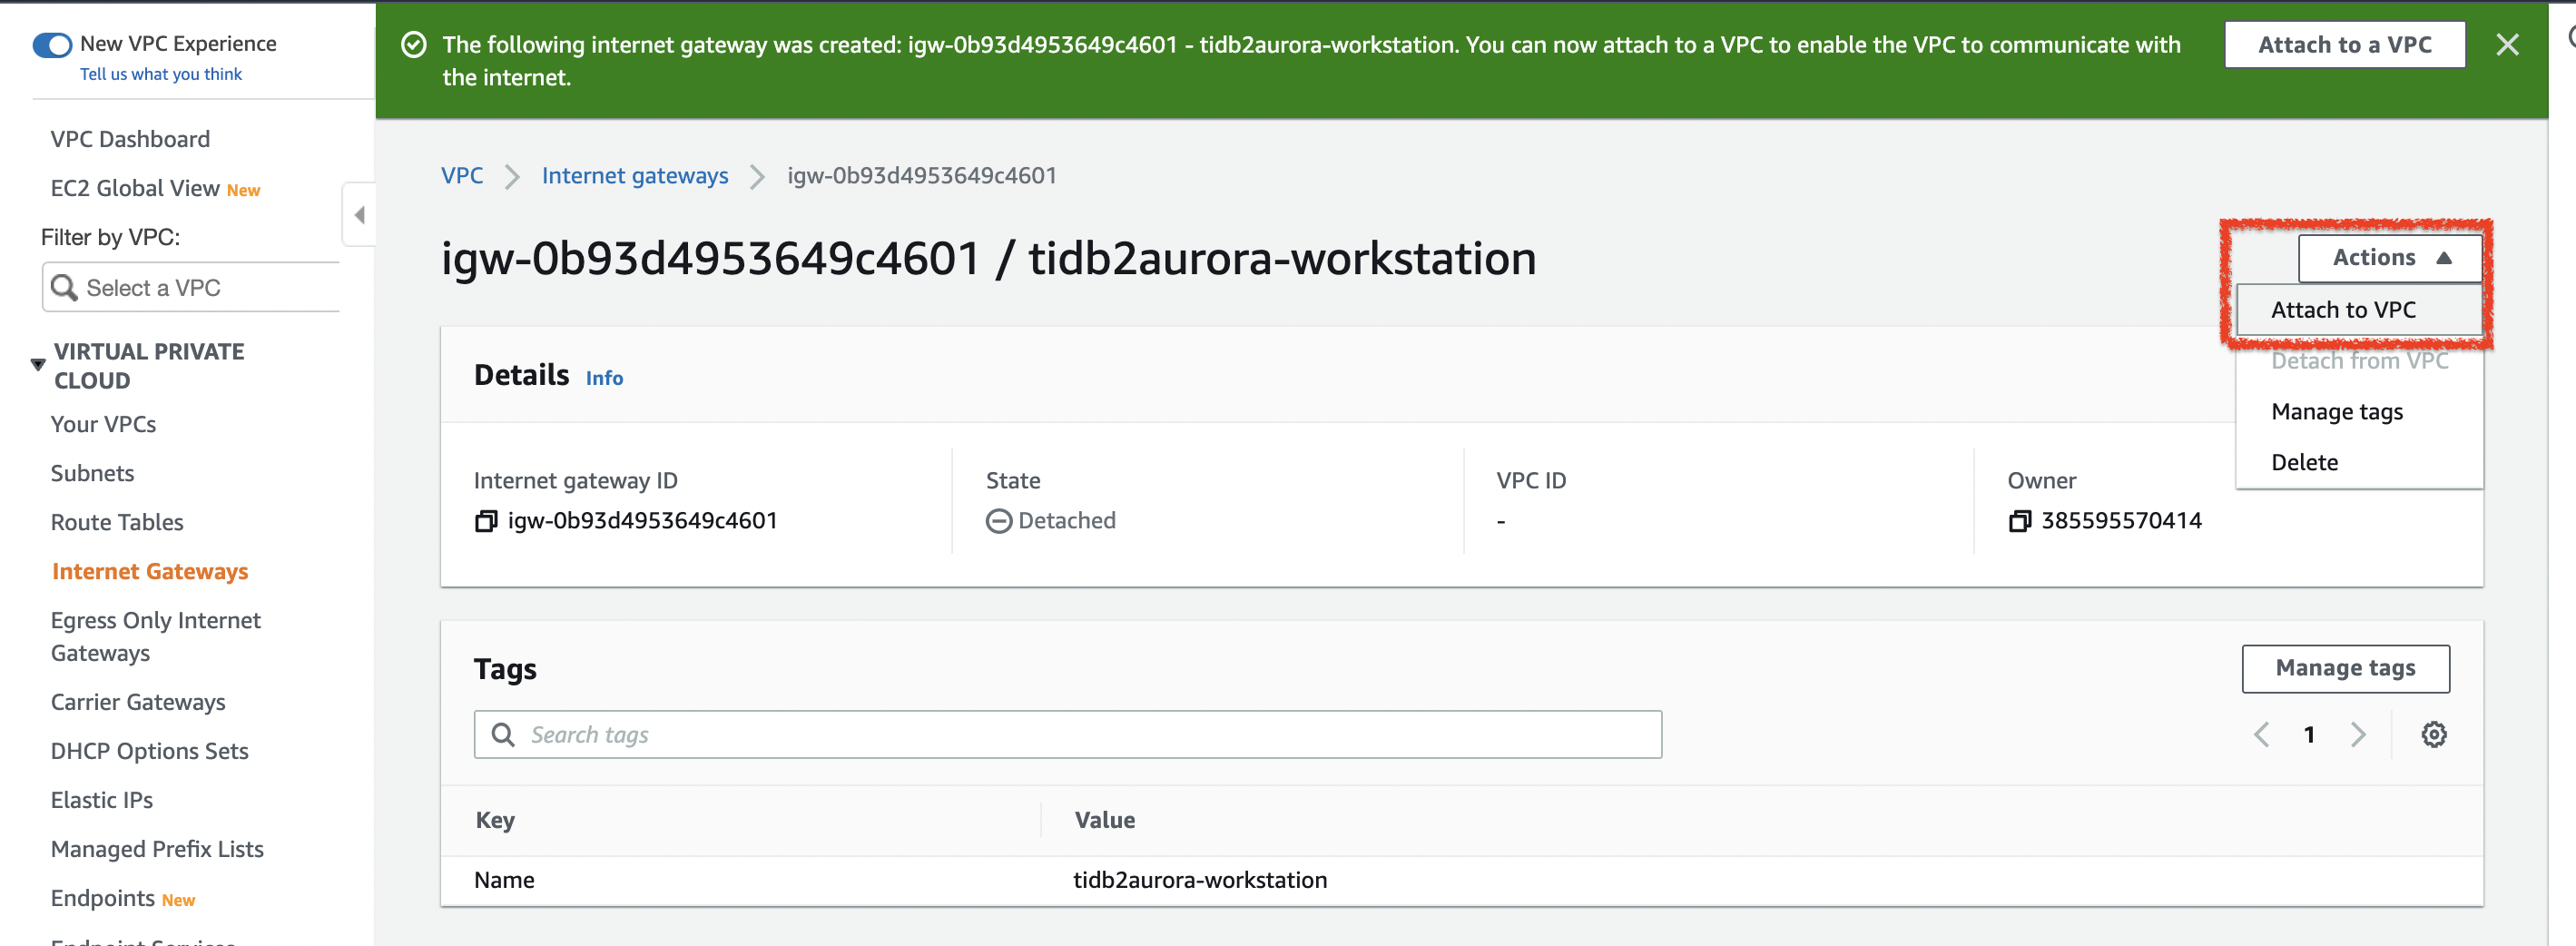 New VPC Experience
Tell us what you think
VPC Dashboard
EC2 Global View New
Filter by VPC:
Select a VPC
VIRTUAL PRIVATE
CLOUD
Your VPCs
Subnets
Route Tables
Internet Gateways
Egress Only Internet
Gateways
Carrier Gateways
DHCP Options Sets
Elastic IPs
Managed Prefix Lists
Endpoints New
Endpoint Services
The following internet gateway was created: igw-0b93d4953649c4601 - tidb2aurora-workstation. You can now attach to a VPC to enable the VPC to communicate with
the internet.
Attach to a VPC
VPC
Internet gateways
igw-0b93d4953649c4601
igw-0b93d4953649c4601 / tidb2aurora-workstation
Actions
Attach to VPC
Detach from VPC
Manage tags
Delete
Details Info
Internet gateway ID
igw-0b93d4953649c4601
State
Detached
VPC ID
-
Owner
385595570414
Tags
Manage tags
Search tags
1
Key
Value
Name
tidb2aurora-workstation